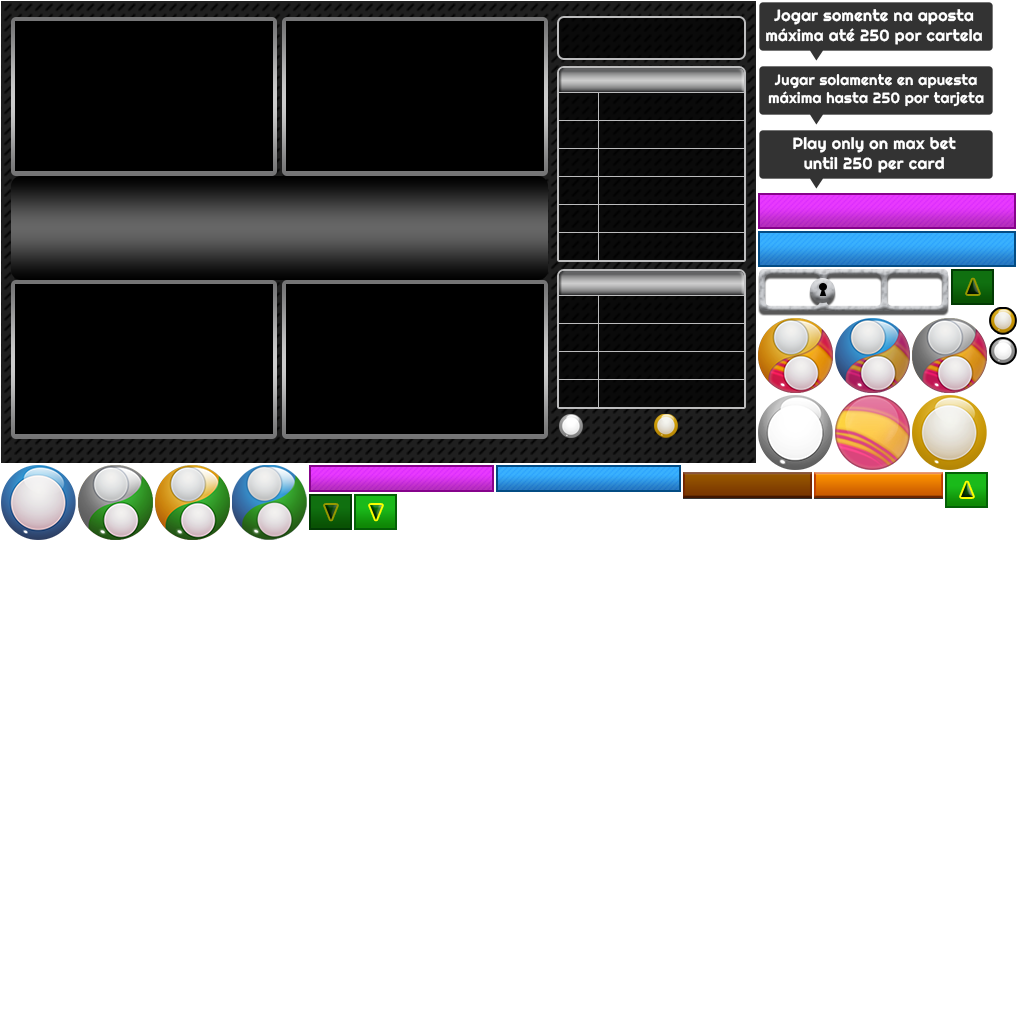 Jogar somente na aposta
máxima até 250 por cartela
Jugar solamente en apuesta
máxima hasta 250 por tarjeta
Play only on max bet
until 250 per card